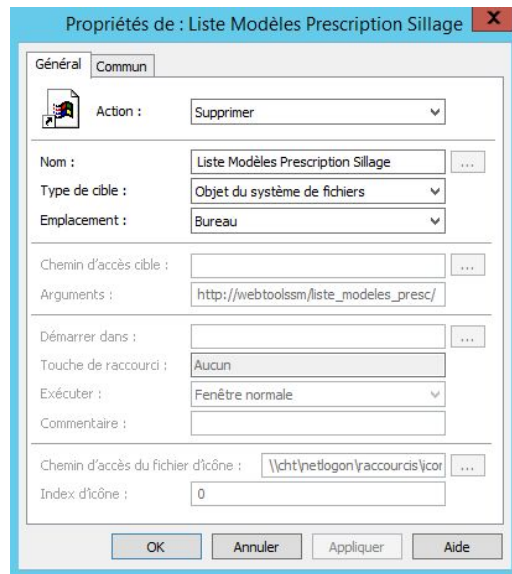 Propriétés de : Liste Modèles Prescription Sillage X
Général Commun
Action : Supprimer
Nom : Liste Modèles Prescription Sillage ...
Type de cible : Objet du système de fichiers
Emplacement : Bureau
Chemin d'accès cible : ...
Arguments : http://webtoolssm/liste_modeles_presc/
Démarrer dans : ...
Touche de raccourci : Aucun
Exécuter : Fenêtre normale
Commentaire :
Chemin d'accès du fichier d'icône : \\cht\netlogon\raccourcis\icor ...
Index d'icône : 0
OK Annuler Appliquer Aide